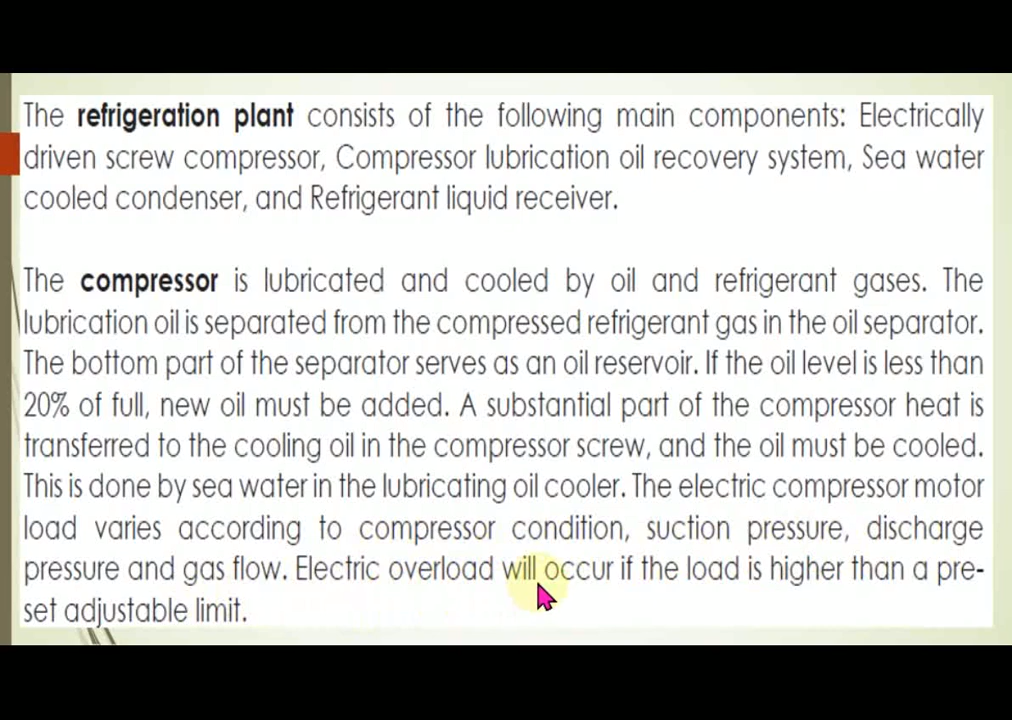 The refrigeration plant consists of the following main components: Electrically
driven screw compressor, Compressor lubrication oil recovery system, Sea water
cooled condenser, and Refrigerant liquid receiver.
The compressor is lubricated and cooled by oil and refrigerant gases. The
lubrication oil is separated from the compressed refrigerant gas in the oil separator.
The bottom part of the separator serves as an oil reservoir. If the oil level is less than
20% of full, new oil must be added. A substantial part of the compressor heat is
transferred to the cooling oil in the compressor screw, and the oil must be cooled.
This is done by sea water in the lubricating oil cooler. The electric compressor motor
load varies according to compressor condition, suction pressure, discharge
pressure and gas flow. Electric overload will occur if the load is higher than a pre-
set adjustable limit.